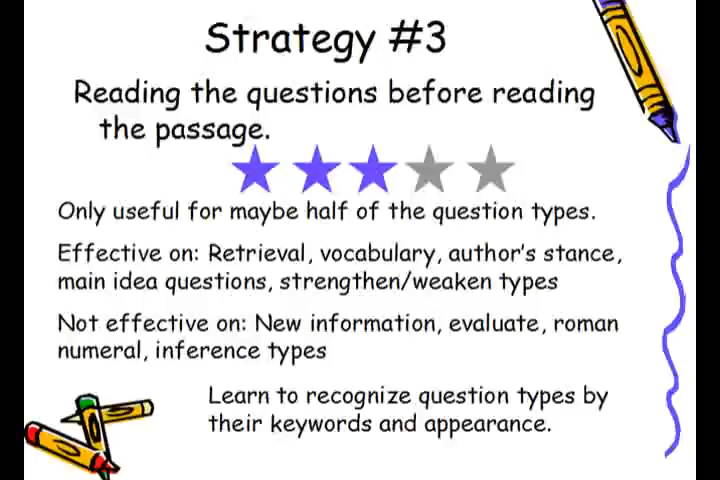 Strategy #3
Reading the questions before reading
the passage.
Only useful for maybe half of the question types.
Effective on: Retrieval, vocabulary, author's stance,
main idea questions, strengthen/weaken types
Not effective on: New information, evaluate, roman
numeral, inference types
Learn to recognize question types by
their keywords and appearance.